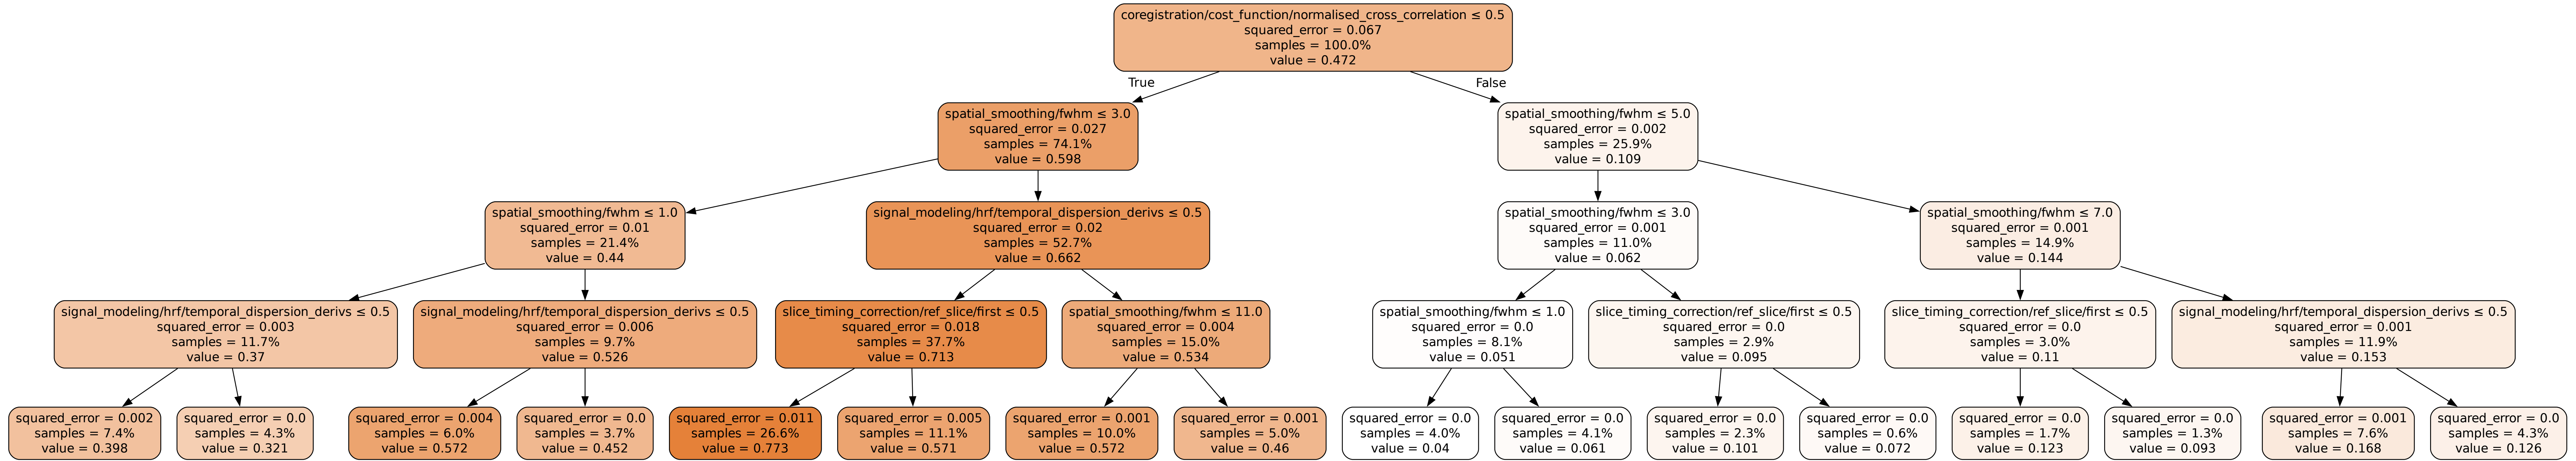 coregistration/cost_function/normalised_cross_correlation ≤ 0.5
squared_error = 0.067
samples = 100.0%
value = 0.472
True
False
spatial_smoothing/fwhm ≤ 3.0
squared_error = 0.027
samples = 74.1%
value = 0.598
spatial_smoothing/fwhm ≤ 5.0
squared_error = 0.002
samples = 25.9%
value = 0.109
spatial_smoothing/fwhm ≤ 1.0
squared_error = 0.01
samples = 21.4%
value = 0.44
signal_modeling/hrf/temporal_dispersion_derivs ≤ 0.5
squared_error = 0.02
samples = 52.7%
value = 0.662
spatial_smoothing/fwhm ≤ 3.0
squared_error = 0.001
samples = 11.0%
value = 0.062
spatial_smoothing/fwhm ≤ 7.0
squared_error = 0.001
samples = 14.9%
value = 0.144
signal_modeling/hrf/temporal_dispersion_derivs ≤ 0.5
squared_error = 0.003
samples = 11.7%
value = 0.37
signal_modeling/hrf/temporal_dispersion_derivs ≤ 0.5
squared_error = 0.006
samples = 9.7%
value = 0.526
slice_timing_correction/ref_slice/first ≤ 0.5
squared_error = 0.018
samples = 37.7%
value = 0.713
spatial_smoothing/fwhm ≤ 11.0
squared_error = 0.004
samples = 15.0%
value = 0.534
spatial_smoothing/fwhm ≤ 1.0
squared_error = 0.0
samples = 8.1%
value = 0.051
slice_timing_correction/ref_slice/first ≤ 0.5
squared_error = 0.0
samples = 2.9%
value = 0.095
slice_timing_correction/ref_slice/first ≤ 0.5
squared_error = 0.0
samples = 3.0%
value = 0.11
signal_modeling/hrf/temporal_dispersion_derivs ≤ 0.5
squared_error = 0.001
samples = 11.9%
value = 0.153
squared_error = 0.002
samples = 7.4%
value = 0.398
squared_error = 0.0
samples = 4.3%
value = 0.321
squared_error = 0.004
samples = 6.0%
value = 0.572
squared_error = 0.0
samples = 3.7%
value = 0.452
squared_error = 0.011
samples = 26.6%
value = 0.773
squared_error = 0.005
samples = 11.1%
value = 0.571
squared_error = 0.001
samples = 10.0%
value = 0.572
squared_error = 0.001
samples = 5.0%
value = 0.46
squared_error = 0.0
samples = 4.0%
value = 0.04
squared_error = 0.0
samples = 4.1%
value = 0.061
squared_error = 0.0
samples = 2.3%
value = 0.101
squared_error = 0.0
samples = 0.6%
value = 0.072
squared_error = 0.0
samples = 1.7%
value = 0.123
squared_error = 0.0
samples = 1.3%
value = 0.093
squared_error = 0.001
samples = 7.6%
value = 0.168
squared_error = 0.0
samples = 4.3%
value = 0.126